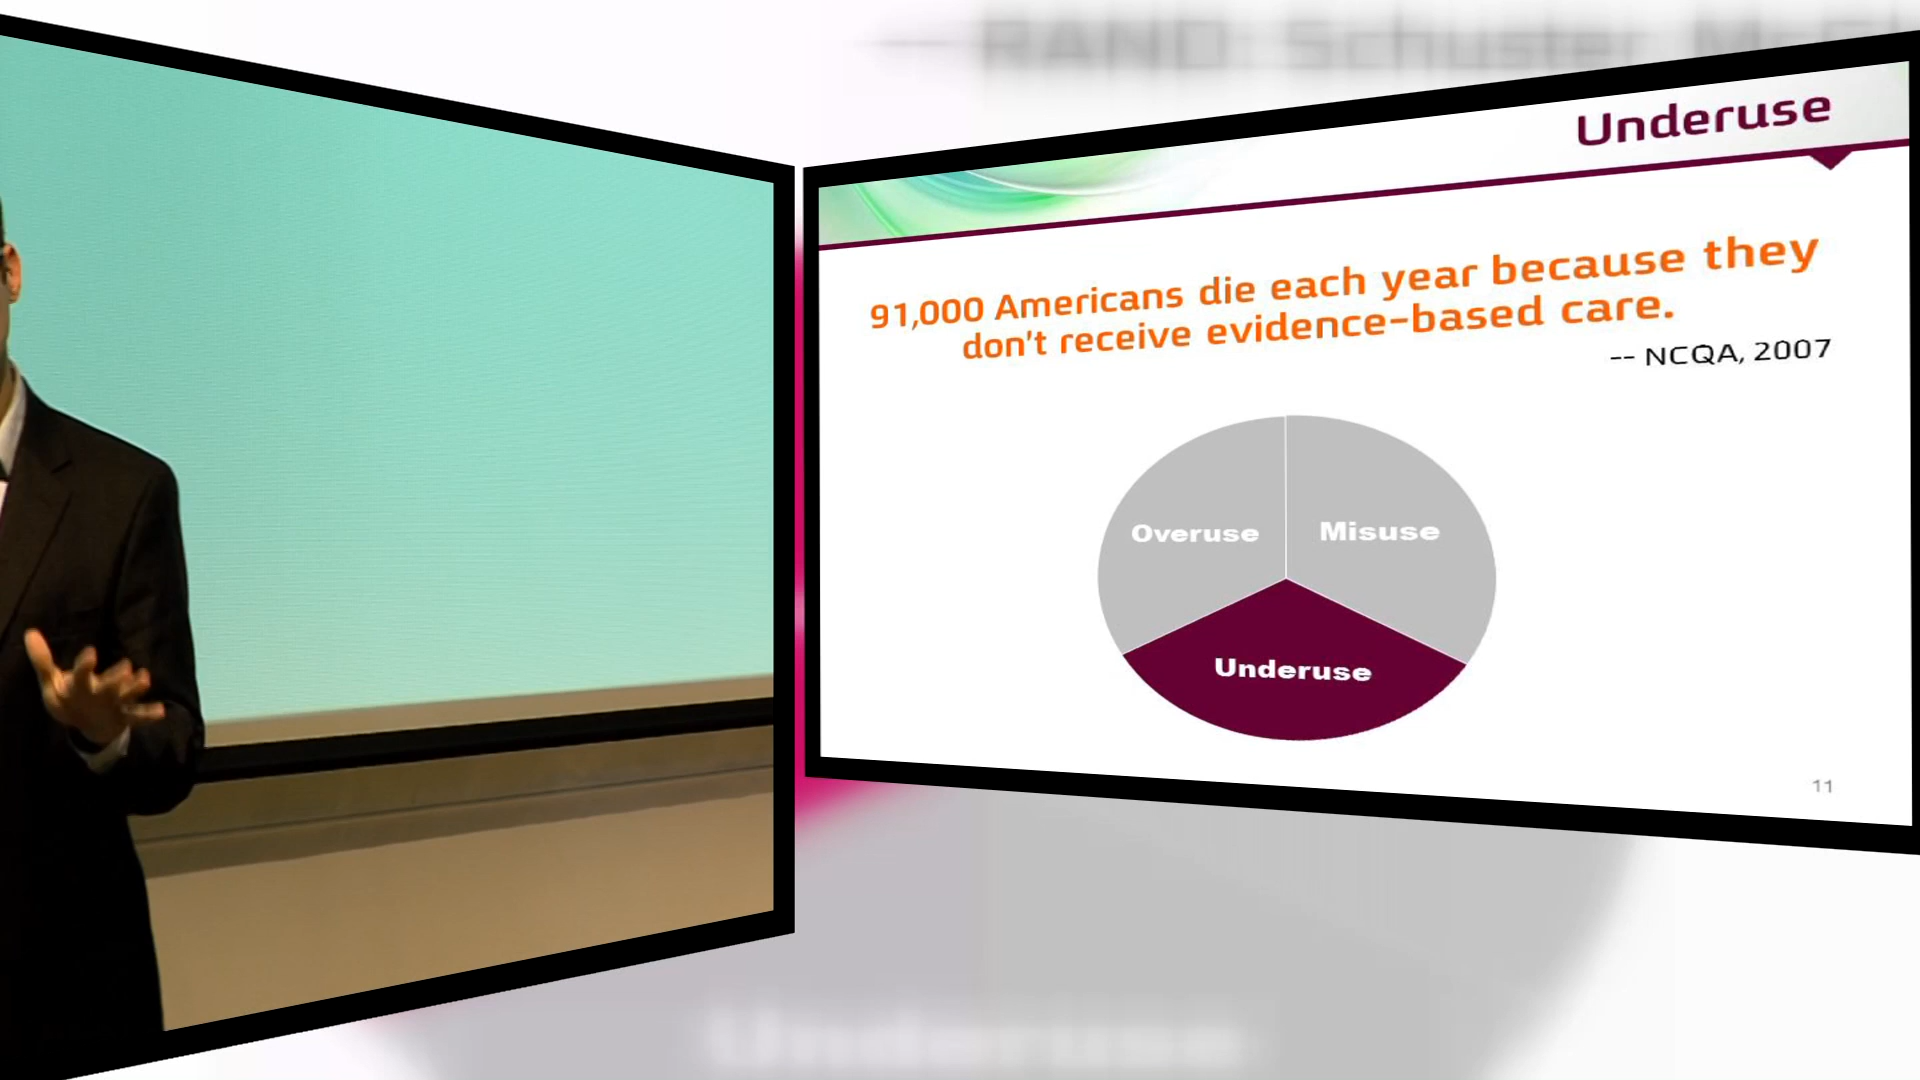 — RAND: Schuster, Mc
Underuse
91,000 Americans die each year because they
don't receive evidence-based care.
-- NCQA, 2007
Overuse
Misuse
Underuse
11
Underuse